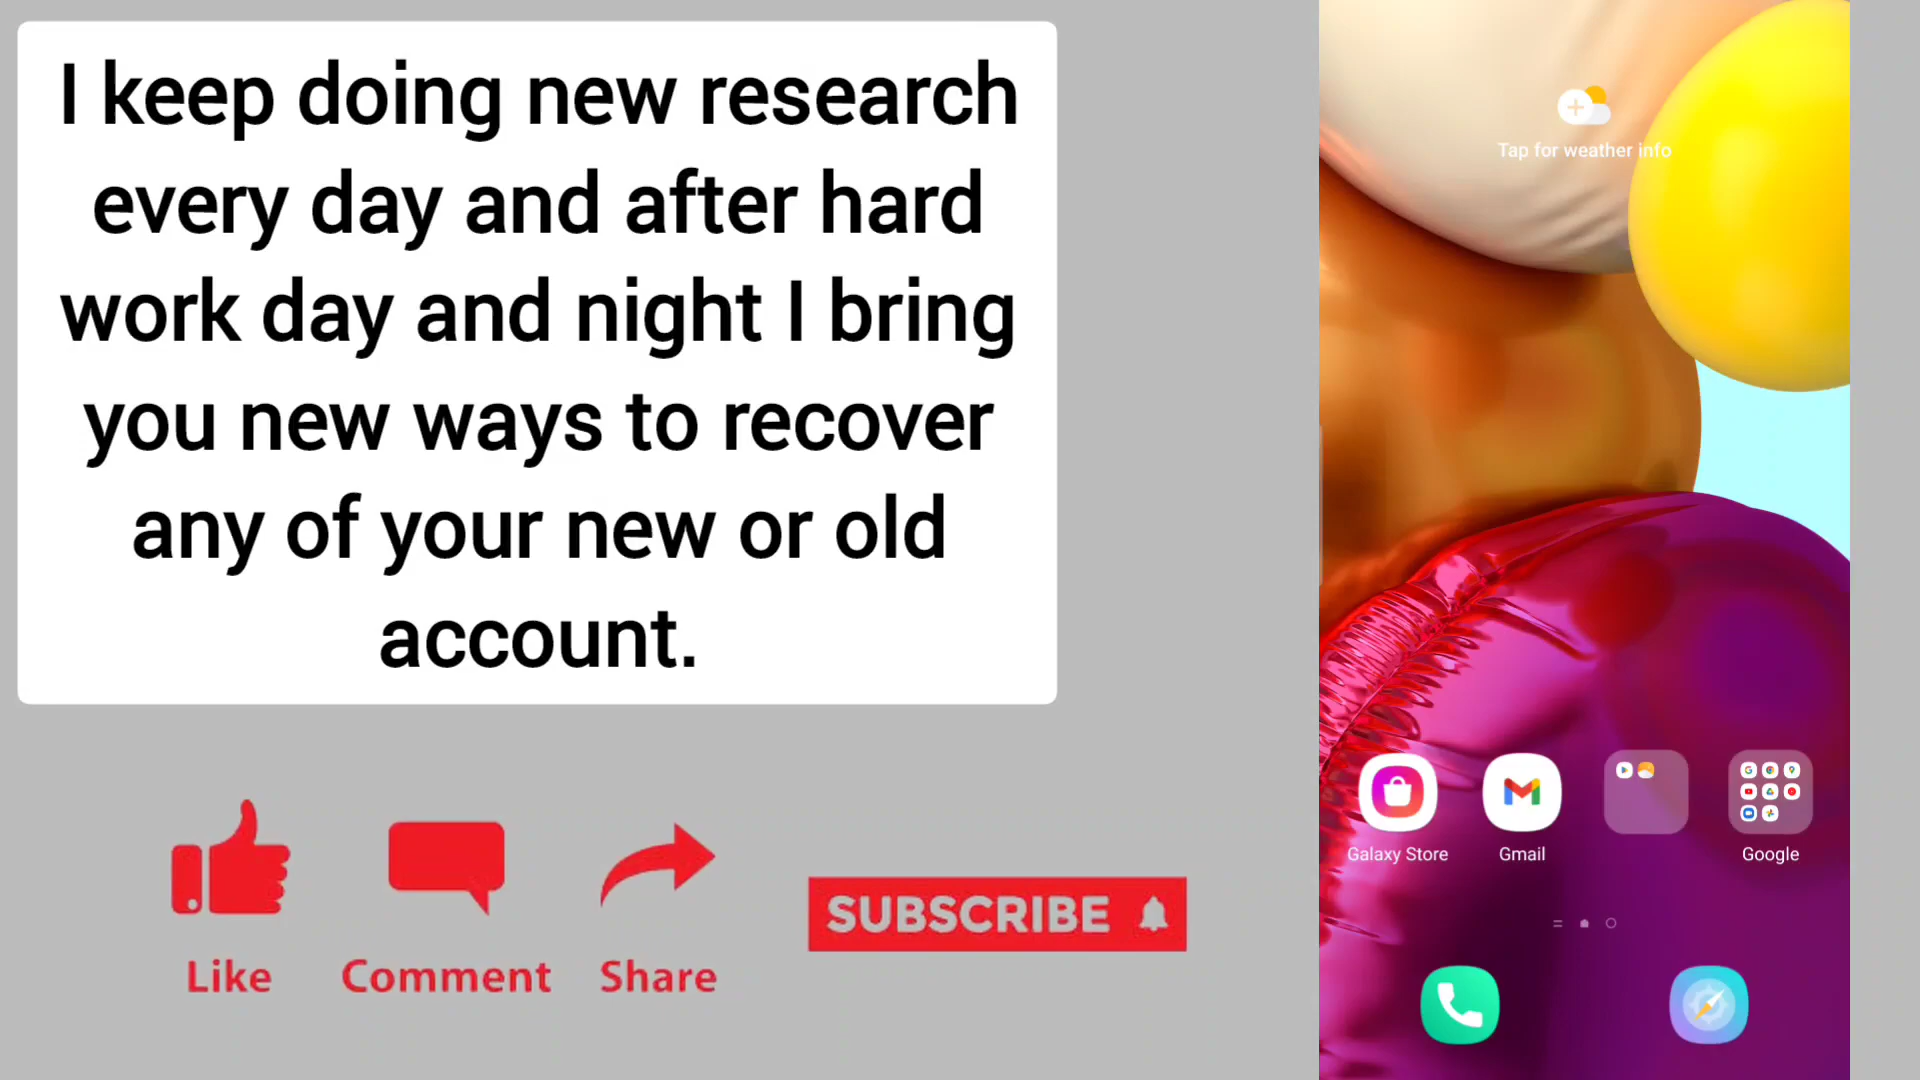 I keep doing new research
every day and after hard
work day and night I bring
you new ways to recover
any of your new or old
account.
Like
Comment
Share
SUBSCRIBE
Tap for weather info
Galaxy Store
Gmail
Google